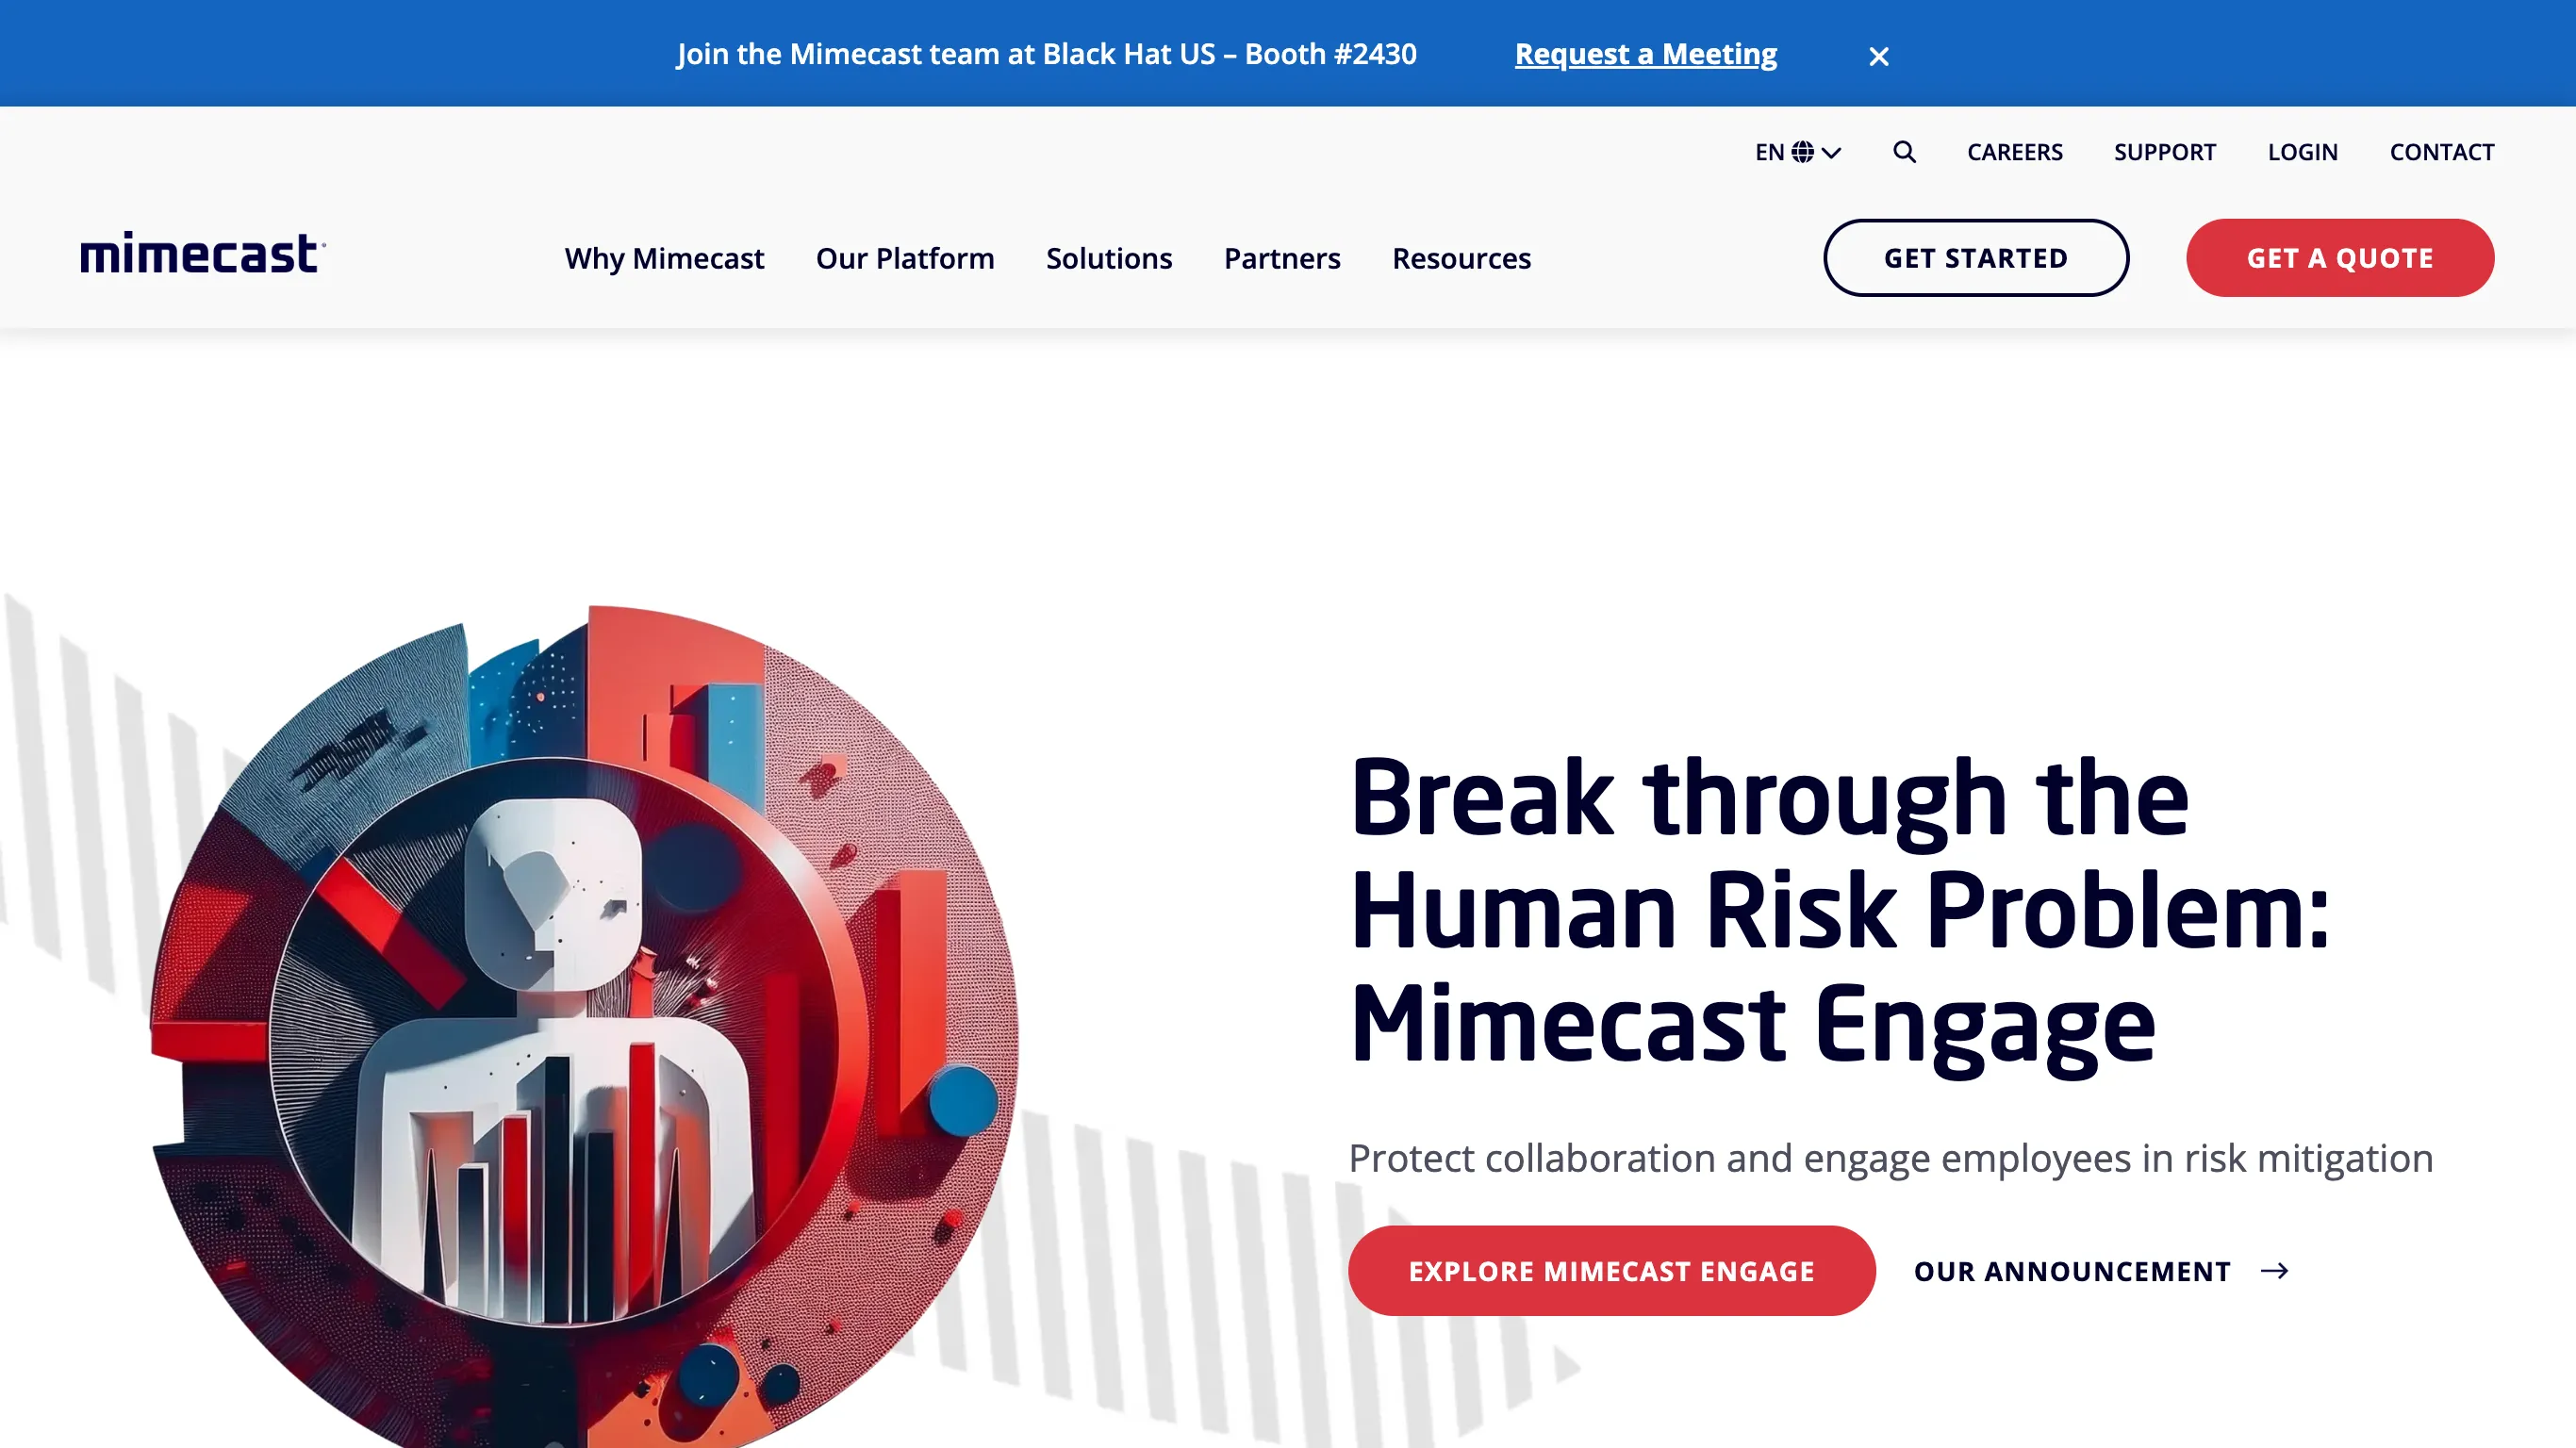 Join the Mimecast team at Black Hat US – Booth #2430 Request a Meeting
EN CAREERS SUPPORT LOGIN CONTACT
mimecast Why Mimecast Our Platform Solutions Partners Resources GET STARTED GET A QUOTE
Break through the
Human Risk Problem:
Mimecast Engage
Protect collaboration and engage employees in risk mitigation
EXPLORE MIMECAST ENGAGE OUR ANNOUNCEMENT →